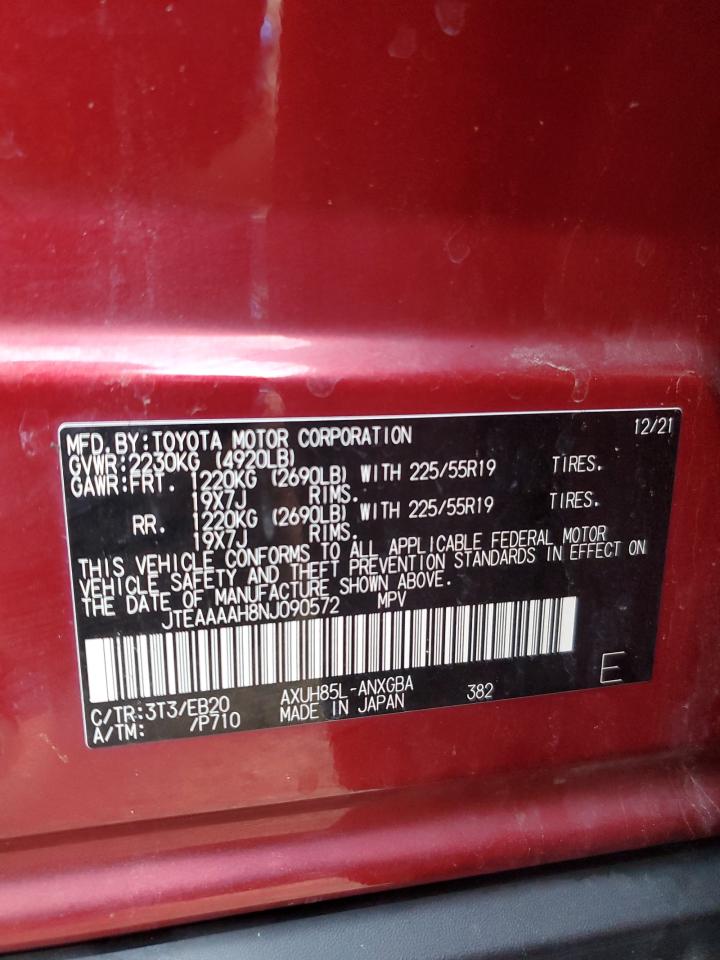 12/21
MFD.BY:TOYOTA MOTOR CORPORATION
GVWR:2230KG (4920LB)
GAWR:FRT. 1220KG (2690LB) WITH 225/55R19 TIRES.
19X7J RIMS.
RR. 1220KG (2690LB) WITH 225/55R19 TIRES.
19X7J RIMS.
THIS VEHICLE CONFORMS TO ALL APPLICABLE FEDERAL MOTOR
VEHICLE SAFETY AND THEFT PREVENTION STANDARDS IN EFFECT ON
THE DATE OF MANUFACTURE SHOWN ABOVE.
JTEAAAAH8NJ090572 MPV
E
C/TR:3T3/EB20 AXUH85L-ANXGBA 382
A/TM: /P710 MADE IN JAPAN